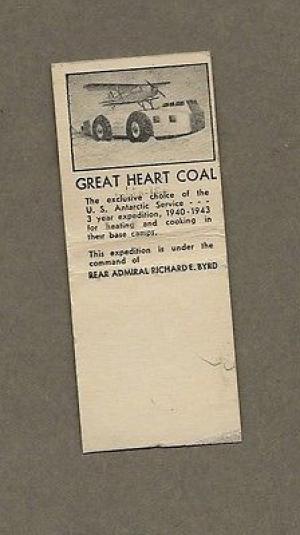 GREAT HEART COAL
The exclusive choice of the
U. S. Antarctic Service - - -
3 year expedition, 1940-1943
for heating and cooking in
their base camps.
This expedition is under the
command of
REAR ADMIRAL RICHARD E. BYRD